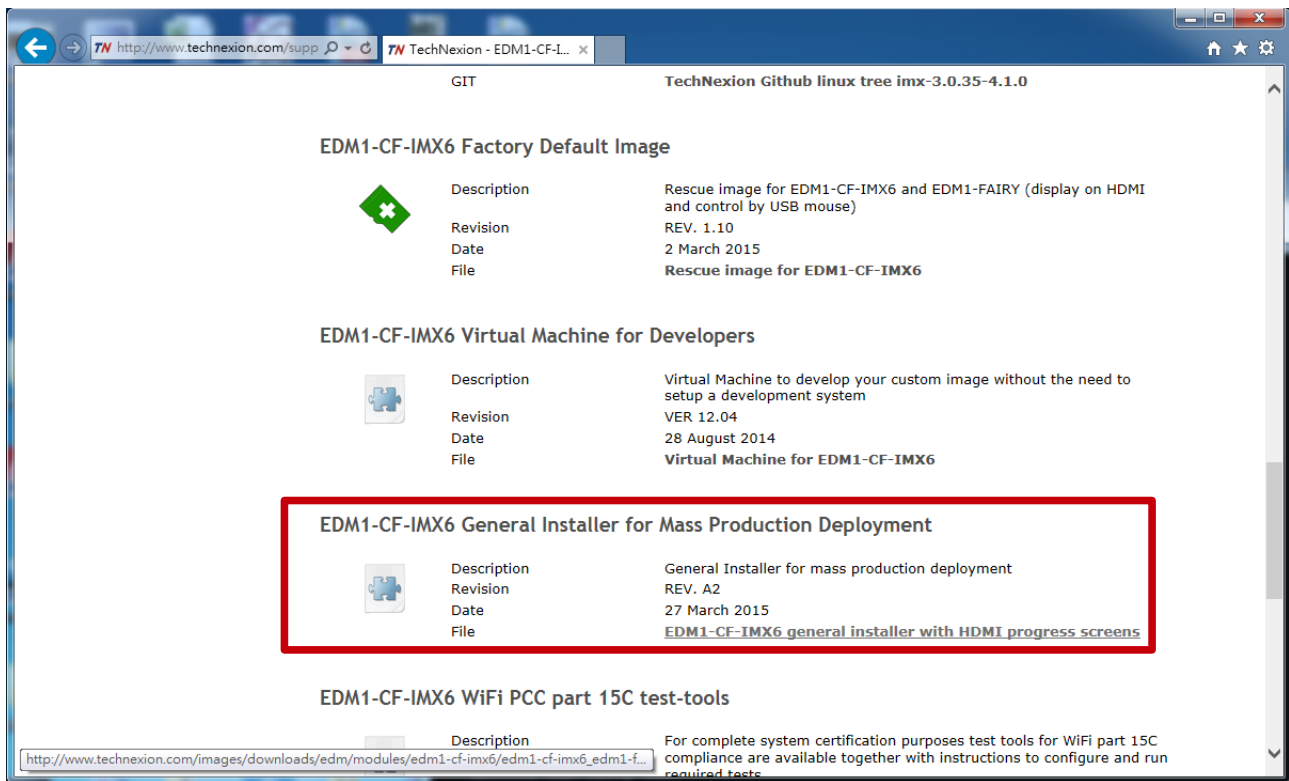 TN http://www.technexion.com/supp
TN TechNexion - EDM1-CF-I...
GIT TechNexion Github linux tree imx-3.0.35-4.1.0
EDM1-CF-IMX6 Factory Default Image
Description Rescue image for EDM1-CF-IMX6 and EDM1-FAIRY (display on HDMI
and control by USB mouse)
Revision REV. 1.10
Date 2 March 2015
File Rescue image for EDM1-CF-IMX6
EDM1-CF-IMX6 Virtual Machine for Developers
Description Virtual Machine to develop your custom image without the need to
setup a development system
Revision VER 12.04
Date 28 August 2014
File Virtual Machine for EDM1-CF-IMX6
EDM1-CF-IMX6 General Installer for Mass Production Deployment
Description General Installer for mass production deployment
Revision REV. A2
Date 27 March 2015
File EDM1-CF-IMX6 general installer with HDMI progress screens
EDM1-CF-IMX6 WiFi PCC part 15C test-tools
Description For complete system certification purposes test tools for WiFi part 15C
compliance are available together with instructions to configure and run
required tests
http://www.technexion.com/images/downloads/edm/modules/edm1-cf-imx6/edm1-cf-imx6_edm1-f...